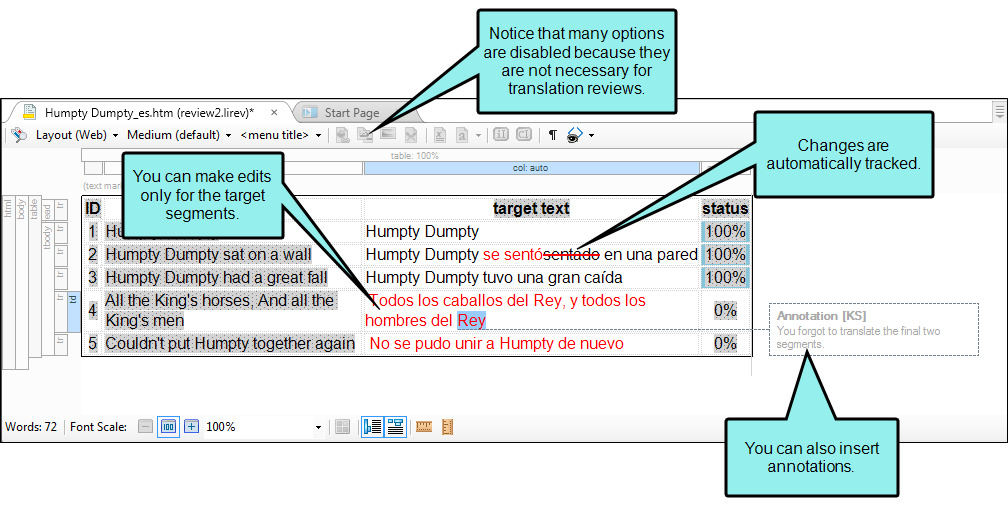 Notice that many options
are disabled because they
are not necessary for
translation reviews.
Humpty Dumpty_es.htm (review2.lirev)* ×
Start Page
Layout (Web) Medium (default) <menu title>
table: 100%
col: auto
(text mar
You can make edits
only for the target
segments.
Changes are
automatically tracked.
html body table ead tbody tr tr tr tr td tr
ID target text status
1 Hu Humpty Dumpty 100%
2 Humpty Dumpty sat on a wall Humpty Dumpty se sentósentado en una pared 100%
3 Humpty Dumpty had a great fall Humpty Dumpty tuvo una gran caída 100%
4 All the King's horses, And all the King's men
Todos los caballos del Rey, y todos los
hombres del Rey
0%
5 Couldn't put Humpty together again No se pudo unir a Humpty de nuevo 0%
Annotation [KS]
You forgot to translate the final two
segments.
Words: 72 Font Scale: 100 100%
You can also insert
annotations.